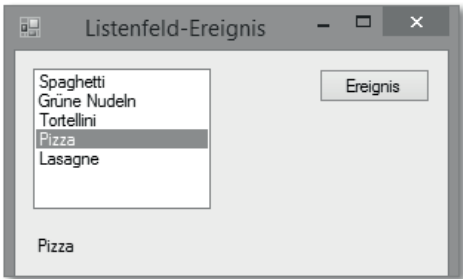 Listenfeld-Ereignis
Spaghetti
Grüne Nudeln
Tortellini
Pizza
Lasagne
Ereignis
Pizza